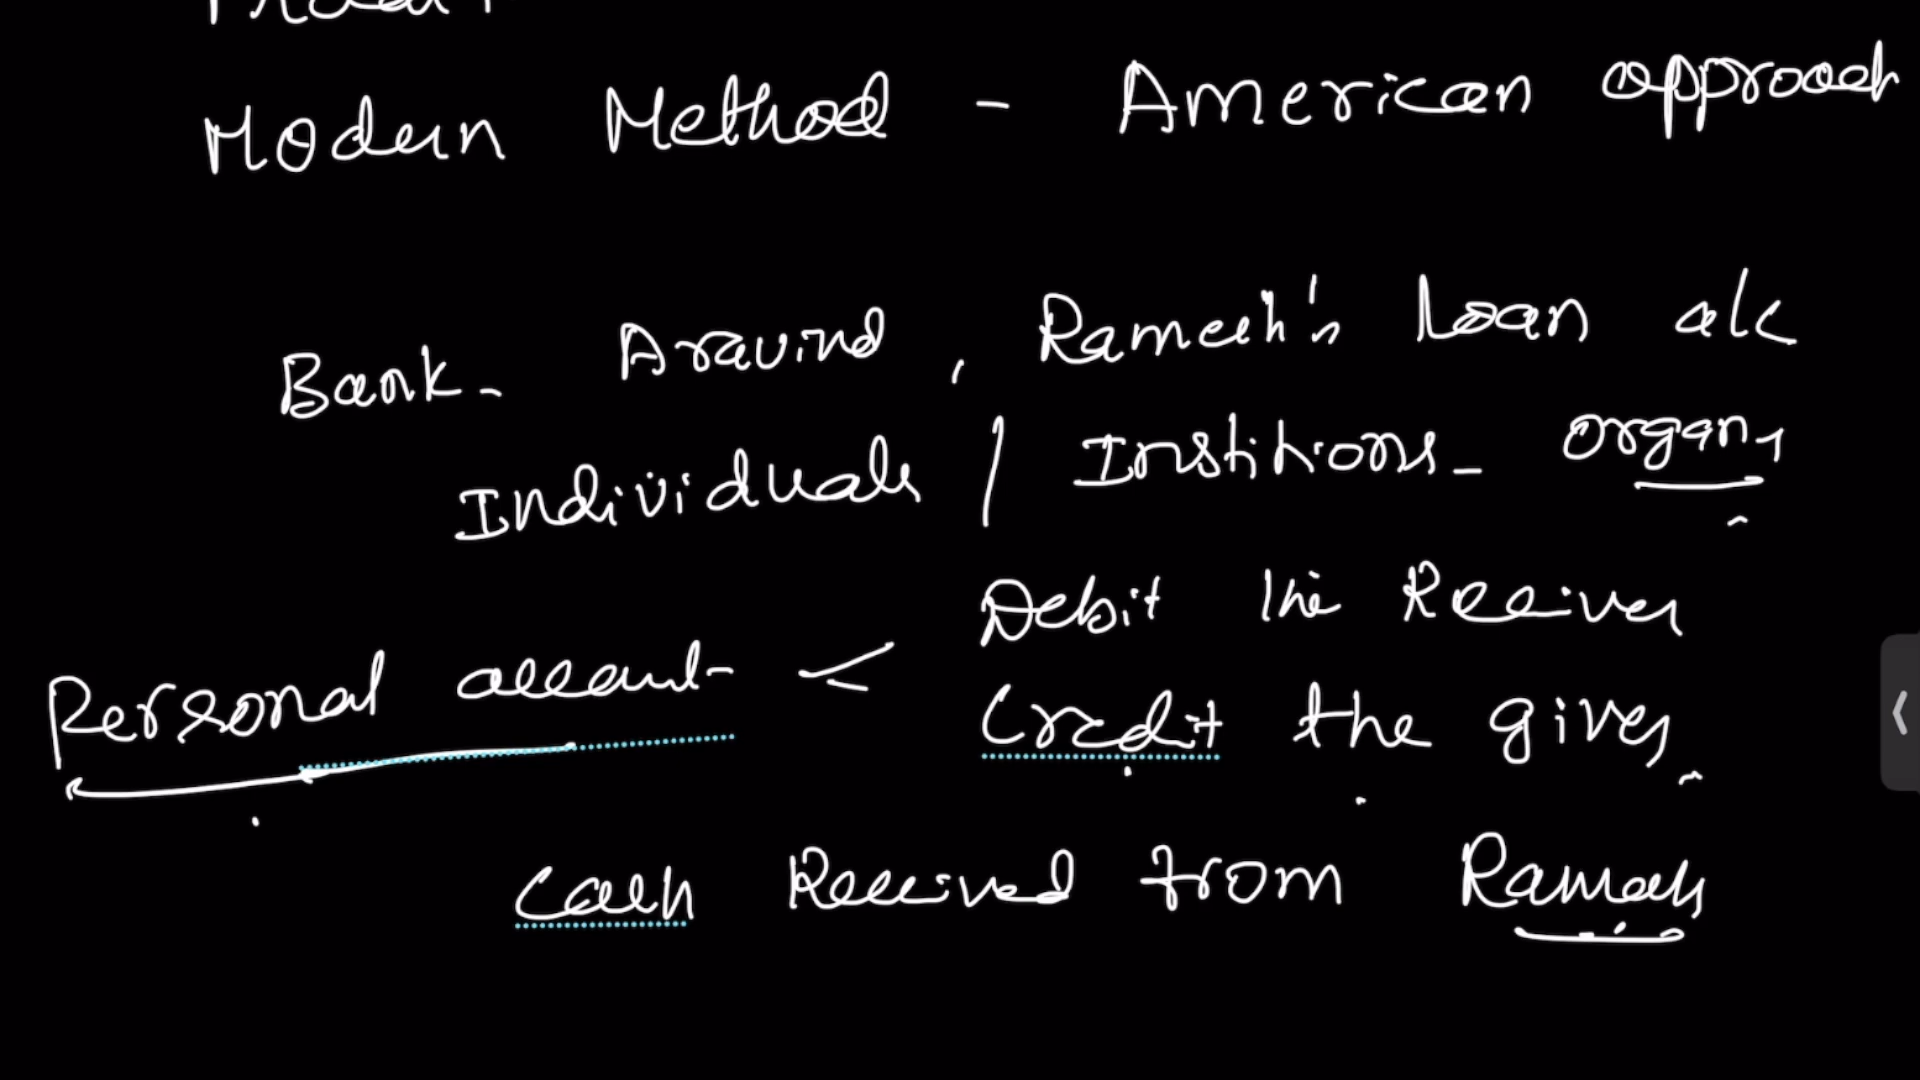 Modern Method - American approach
Bank - Aravind, Ramesh's Loan a/c
Individuals / Institions - organ
Personal account < Debit the Receiver
Credit the giver
Cash Received from Ramesh